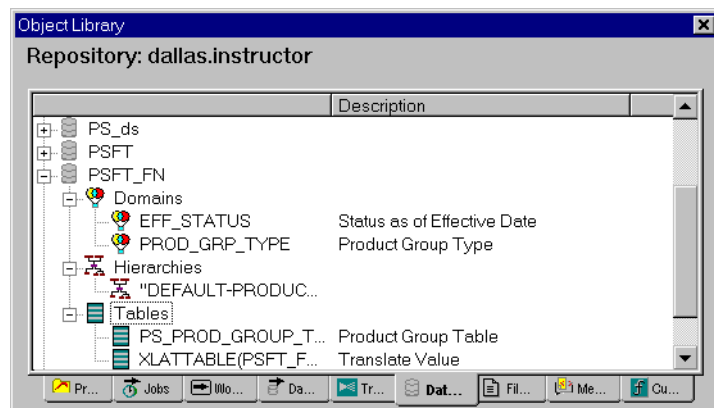 Object Library
Repository: dallas.instructor
Description
PS_ds
PSFT
PSFT_FN
Domains
EFF_STATUS Status as of Effective Date
PROD_GRP_TYPE Product Group Type
Hierarchies
"DEFAULT-PRODUC...
Tables
PS_PROD_GROUP_T... Product Group Table
XLATTABLE(PSFT_F... Translate Value
Pr... Jobs Wo... Da... Tr... Dat... Fil... Me... Cu...